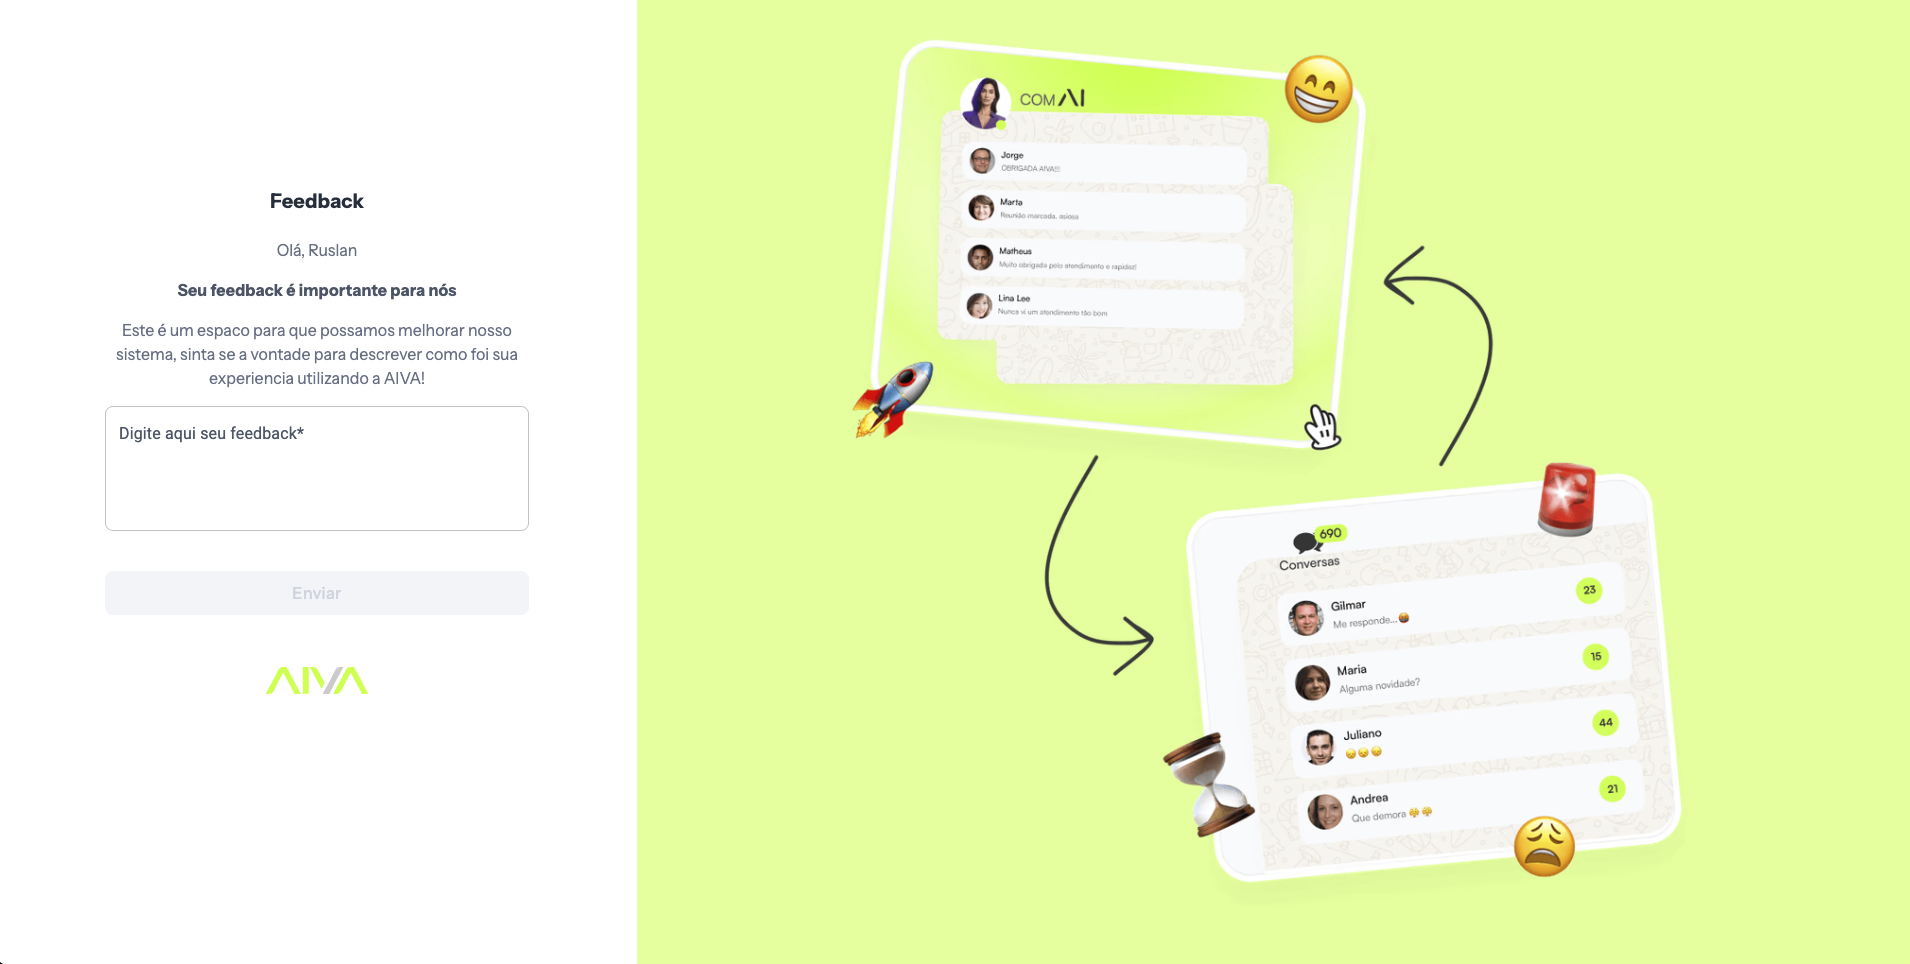 Feedback
Olá, Ruslan
Seu feedback é importante para nós
Este é um espaco para que possamos melhorar nosso
sistema, sinta se a vontade para descrever como foi sua
experiencia utilizando a AIVA!
Digite aqui seu feedback*
Enviar
AIVA
COM AI
Jorge
OBRIGADA AIVA!!!
Marta
Reunião marcada, asiosa
Matheus
Muito obrigada pelo atendimento e rapidez!
Lina Lee
Nunca vi um atendimento tão bom
690
Conversas
Gilmar
Me responde...🤬
23
Maria
Alguma novidade?
15
Juliano
😞😞😞
44
Andrea
Que demora 😤😤
21